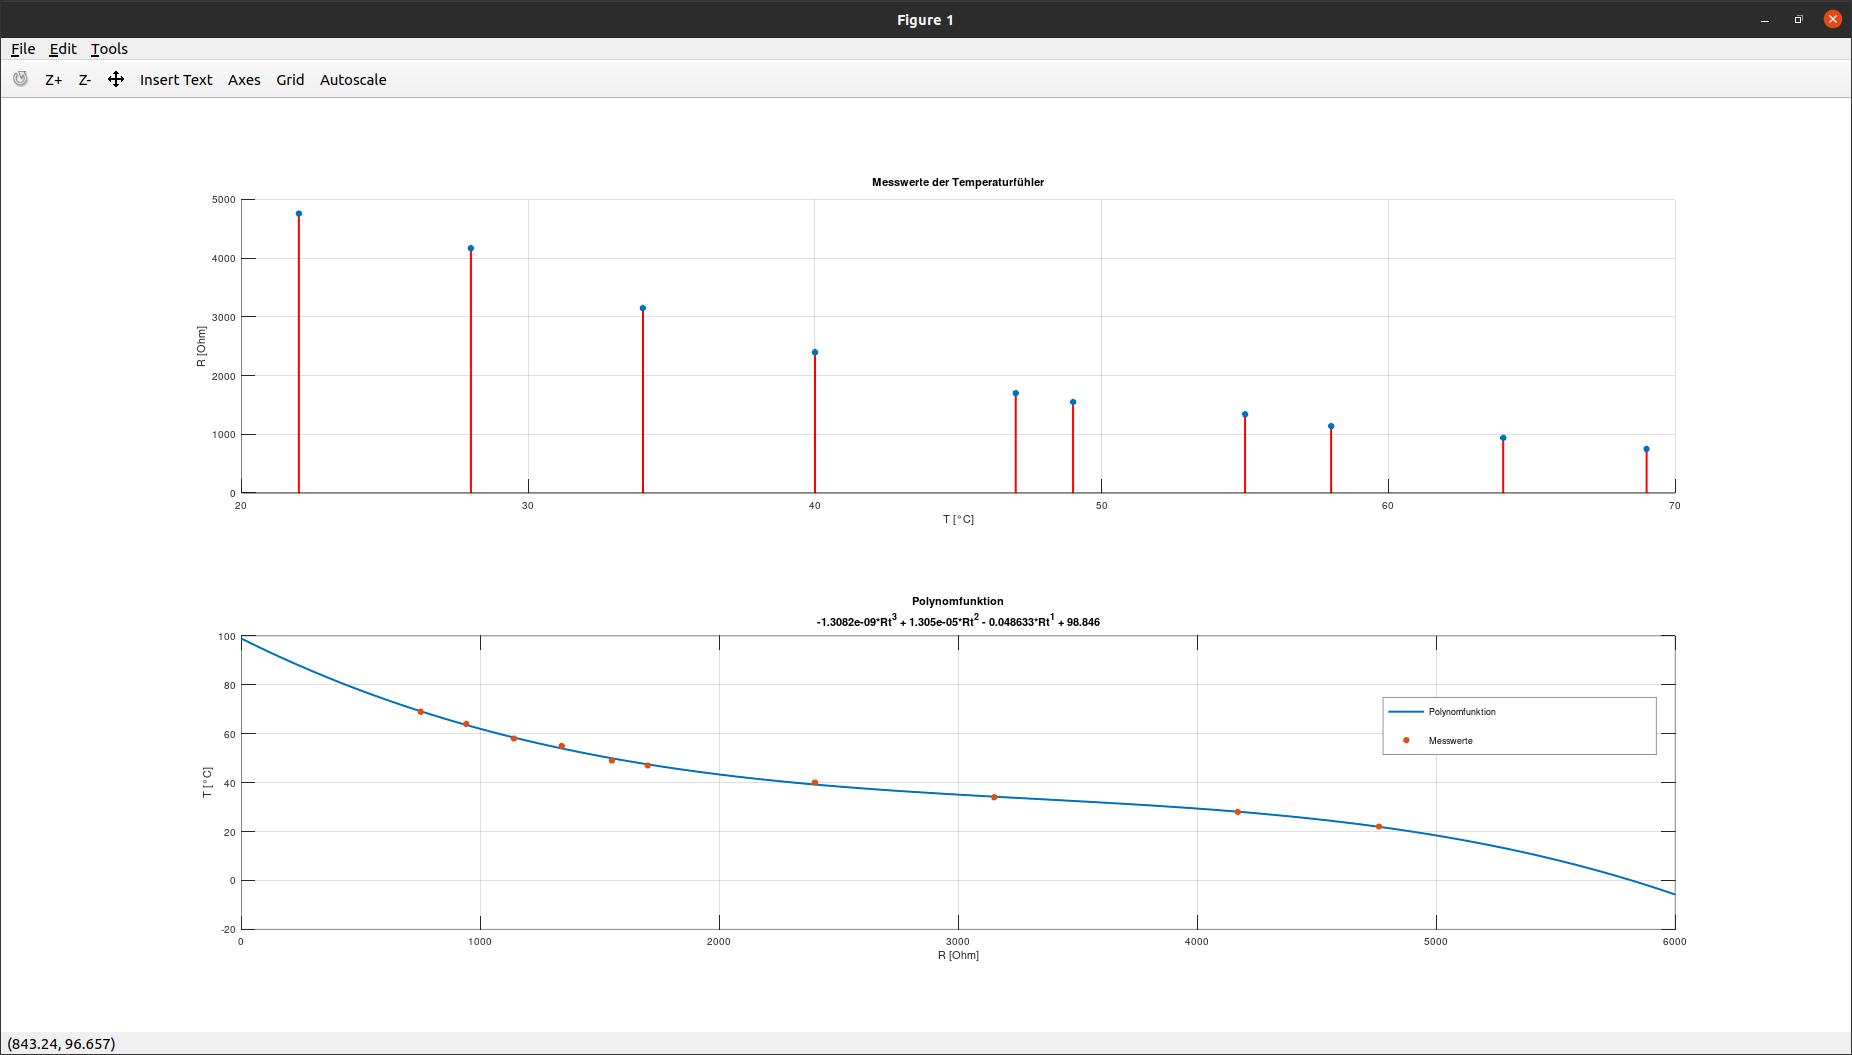 Figure 1
File Edit Tools
Z+ Z- Insert Text Axes Grid Autoscale
Messwerte der Temperaturfühler
5000
4000
3000
2000
1000
0
R [Ohm]
20 30 40 50 60 70
T [°C]
Polynomfunktion
-1.3082e-09*Rt^3 + 1.305e-05*Rt^2 - 0.048633*Rt^1 + 98.846
100
80
60
40
20
0
-20
T [°C]
Polynomfunktion
Messwerte
0 1000 2000 3000 4000 5000 6000
R [Ohm]
(843.24, 96.657)